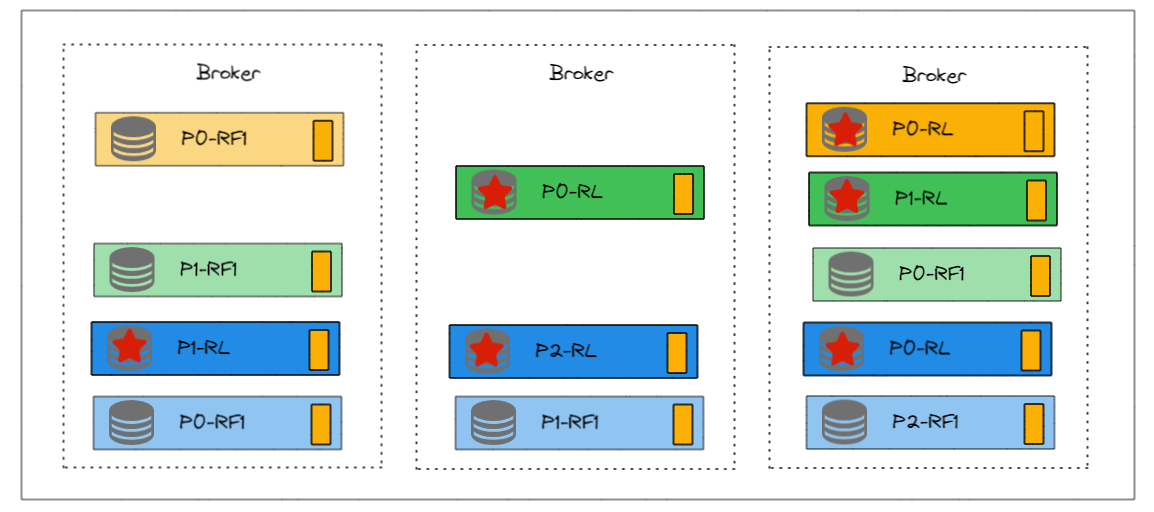 Broker
P0-RF1
P1-RF1
P1-RL
P0-RF1
Broker
P0-RL
P2-RL
P1-RF1
Broker
P0-RL
P1-RL
P0-RF1
P0-RL
P2-RF1